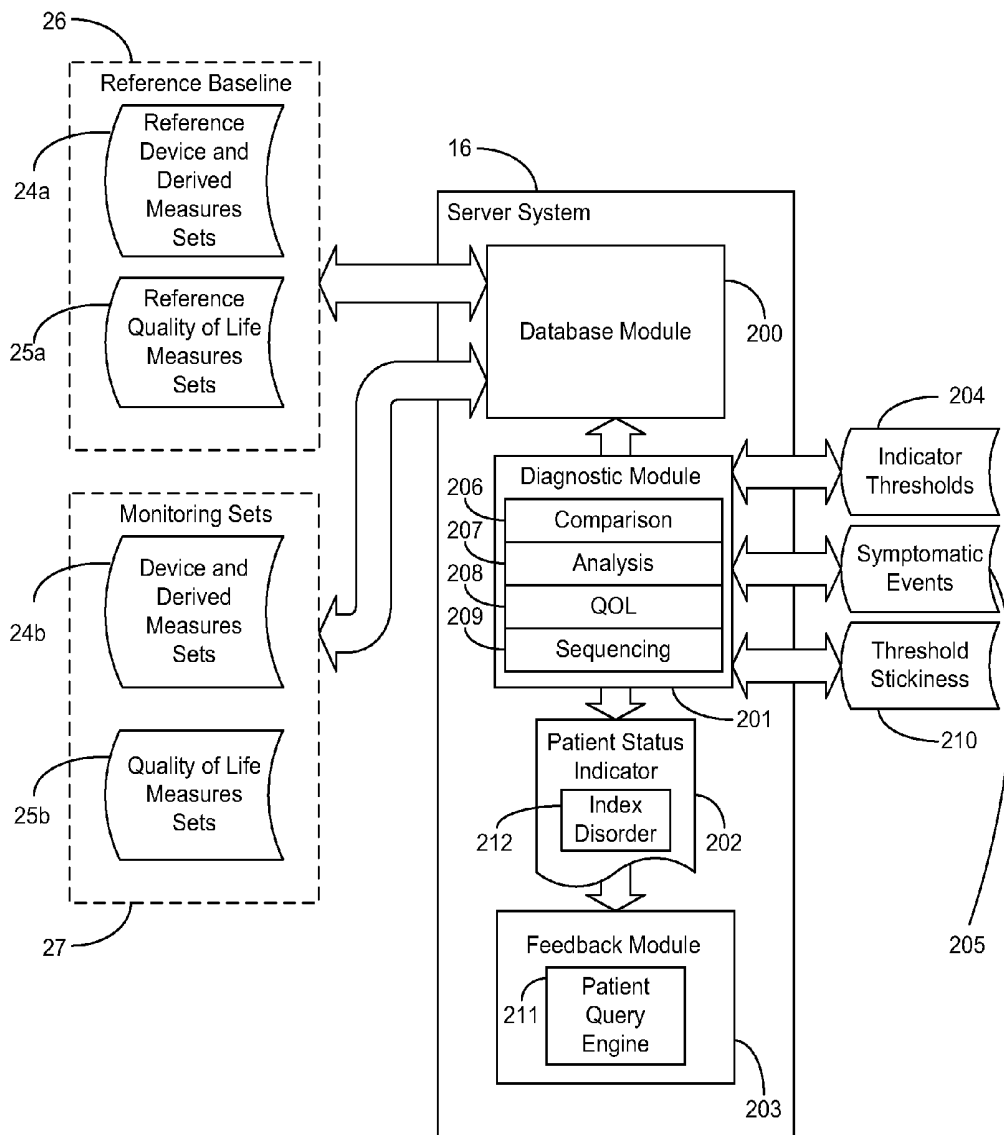 26
Reference Baseline
Reference
Device and
Derived
Measures
Sets
24a
Reference
Quality of Life
Measures
Sets
25a
16
Server System
Database Module
200
Monitoring Sets
Device and
Derived
Measures
Sets
24b
Quality of Life
Measures
Sets
25b
27
Diagnostic Module
206
Comparison
207
Analysis
208
QOL
209
Sequencing
201
204
Indicator
Thresholds
Symptomatic
Events
Threshold
Stickiness
210
205
Patient Status
Indicator
Index
Disorder
212
202
Feedback Module
Patient
Query
Engine
211
203